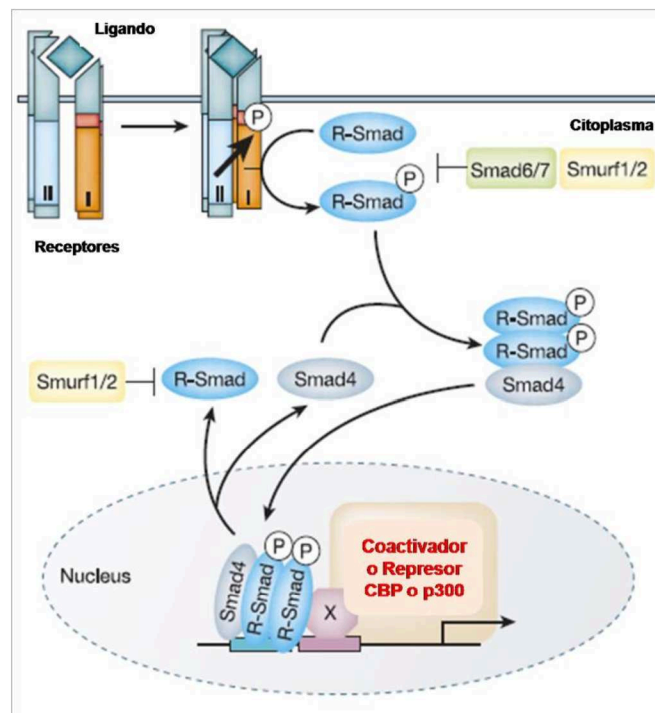 Ligando
P
R-Smad
Citoplasma
II
I
II
I
P
R-Smad
Smad6/7
Smurf1/2
Receptores
P
R-Smad
P
R-Smad
Smad4
Smurf1/2
R-Smad
Smad4
Nucleus
P
P
Smad4
R-Smad
R-Smad
X
Coactivador
o Represor
CBP o p300